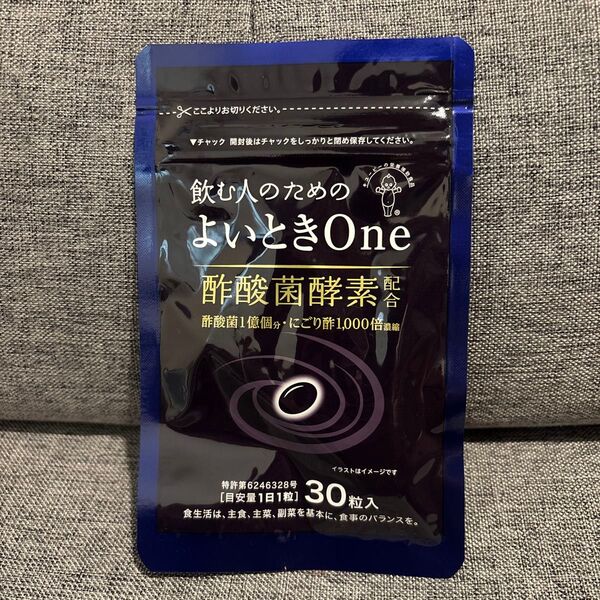 ✂ここよりお切りください。
▼チャック 開封後はチャックをしっかりと閉め保存してください。
飲む人のための
よいときOne
®
酢酸菌酵素配合
酢酸菌1億個分・にごり酢1,000倍濃縮
イラストはイメージです
特許第6246328号
[目安量1日1粒] 30粒入
食生活は、主食、主菜、副菜を基本に、食事のバランスを。